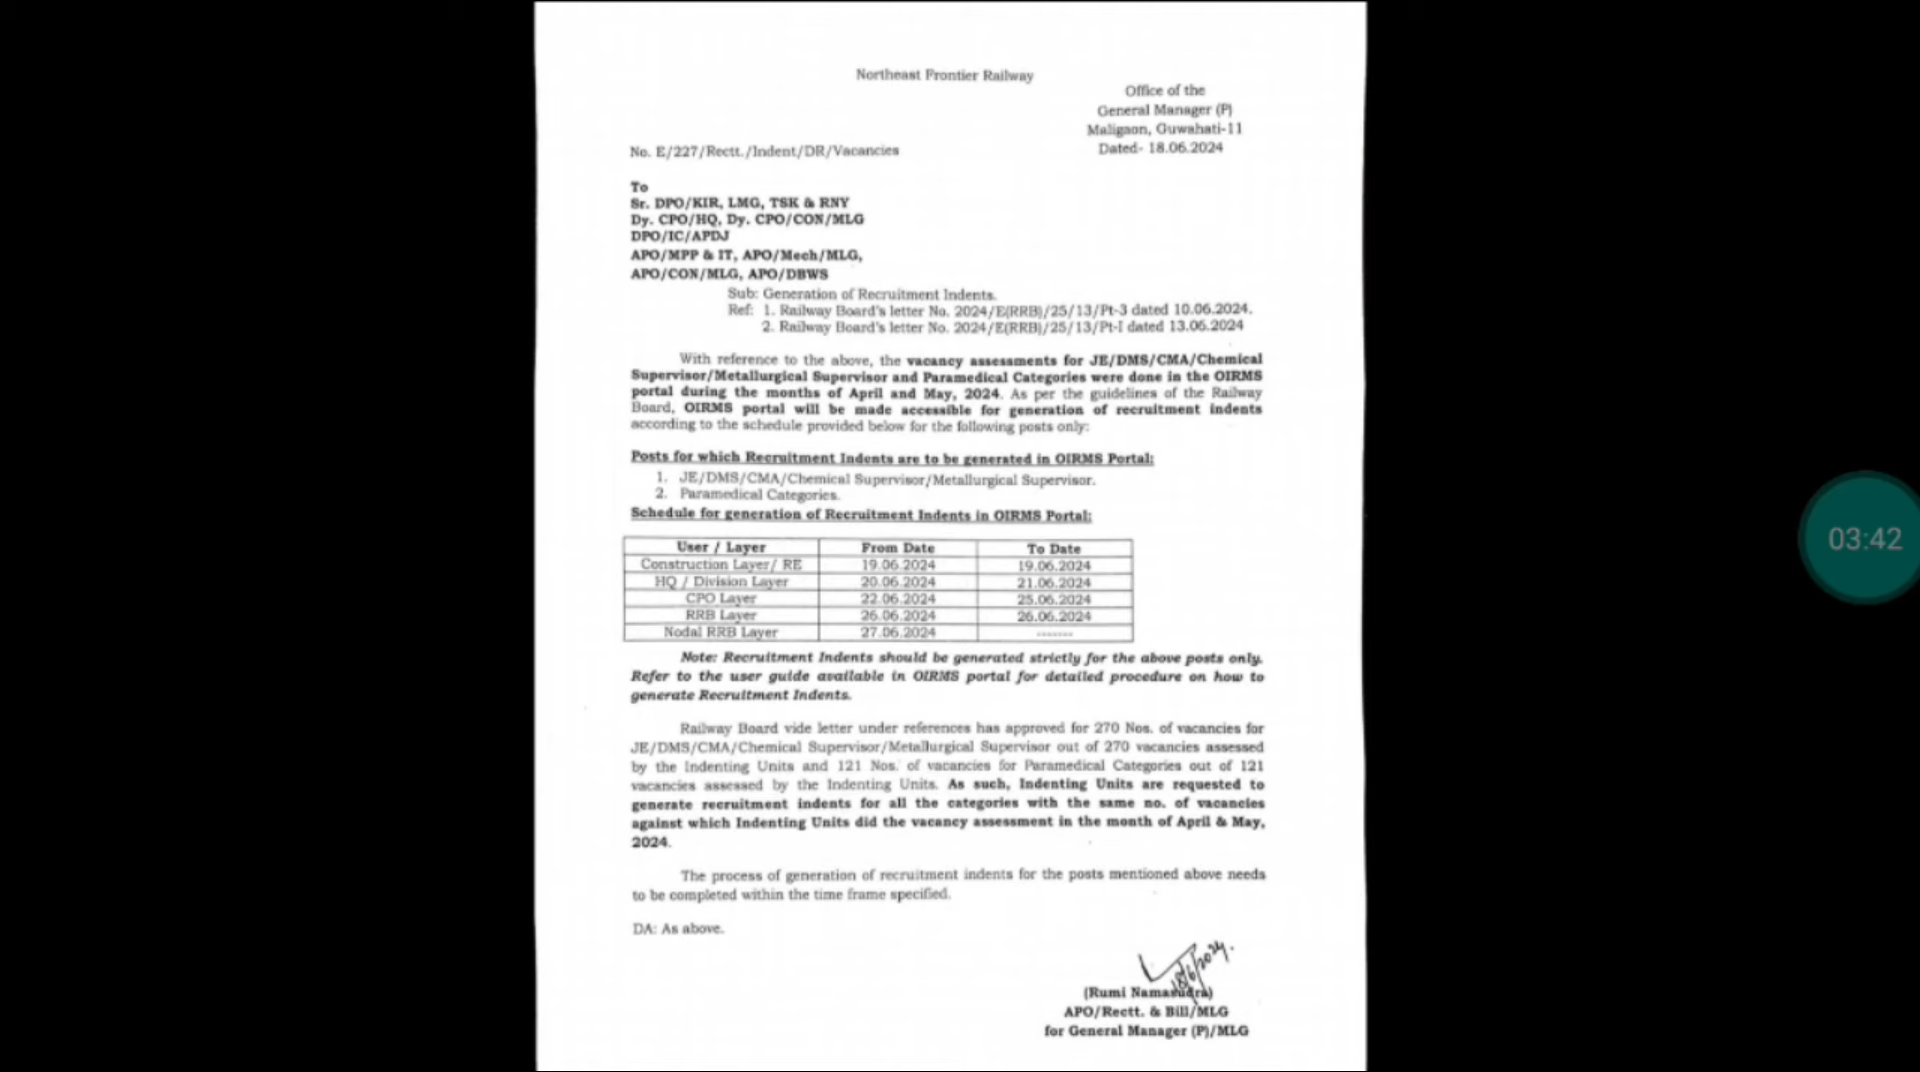 Northeast Frontier Railway
Office of the
General Manager (P)
Maligaon, Guwahati-11
Dated- 18.06.2024
No. E/227/Rectt./Indent/DR/Vacancies
To
Sr. DPO/KIR, LMG, TSK & RNY
Dy. CPO/HQ, Dy. CPO/CON/MLG
DPO/IC/APDJ
APO/MPP & IT, APO/Mech/MLG,
APO/CON/MLG, APO/DBWS
Sub: Generation of Recruitment Indents.
Ref: 1. Railway Board's letter No. 2024/E(RRB)/25/13/Pt-3 dated 10.06.2024.
2. Railway Board's letter No. 2024/E(RRB)/25/13/Pt-I dated 13.06.2024
With reference to the above, the vacancy assessments for JE/DMS/CMA/Chemical
Supervisor/Metallurgical Supervisor and Paramedical Categories were done in the OIRMS
portal during the months of April and May, 2024. As per the guidelines of the Railway
Board, OIRMS portal will be made accessible for generation of recruitment indents
according to the schedule provided below for the following posts only:
Posts for which Recruitment Indents are to be generated in OIRMS Portal:
1. JE/DMS/CMA/Chemical Supervisor/Metallurgical Supervisor.
2. Paramedical Categories.
Schedule for generation of Recruitment Indents in OIRMS Portal:
User / Layer From Date To Date
Construction Layer/ RE 19.06.2024 19.06.2024
HQ / Division Layer 20.06.2024 21.06.2024
CPO Layer 22.06.2024 25.06.2024
RRB Layer 26.06.2024 26.06.2024
Nodal RRB Layer 27.06.2024 -------
Note: Recruitment Indents should be generated strictly for the above posts only.
Refer to the user guide available in OIRMS portal for detailed procedure on how to
generate Recruitment Indents.
Railway Board vide letter under references has approved for 270 Nos. of vacancies for
JE/DMS/CMA/Chemical Supervisor/Metallurgical Supervisor out of 270 vacancies assessed
by the Indenting Units and 121 Nos. of vacancies for Paramedical Categories out of 121
vacancies assessed by the Indenting Units. As such, Indenting Units are requested to
generate recruitment indents for all the categories with the same no. of vacancies
against which Indenting Units did the vacancy assessment in the month of April & May,
2024.
The process of generation of recruitment indents for the posts mentioned above needs
to be completed within the time frame specified.
DA: As above.
18/6/2024.
(Rumi Namasudra)
APO/Rectt. & Bill/MLG
for General Manager (P)/MLG
03:42